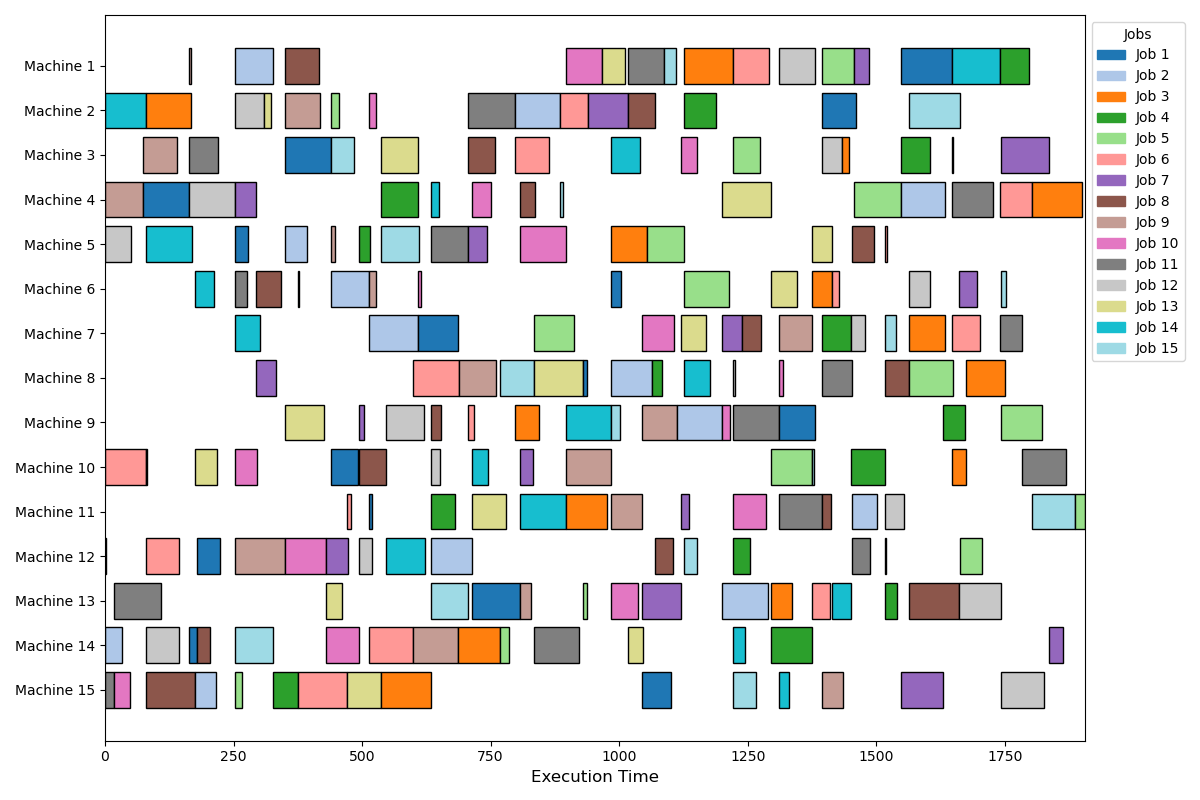 Machine 1
Machine 2
Machine 3
Machine 4
Machine 5
Machine 6
Machine 7
Machine 8
Machine 9
Machine 10
Machine 11
Machine 12
Machine 13
Machine 14
Machine 15
0 250 500 750 1000 1250 1500 1750
Execution Time
Jobs
Job 1
Job 2
Job 3
Job 4
Job 5
Job 6
Job 7
Job 8
Job 9
Job 10
Job 11
Job 12
Job 13
Job 14
Job 15